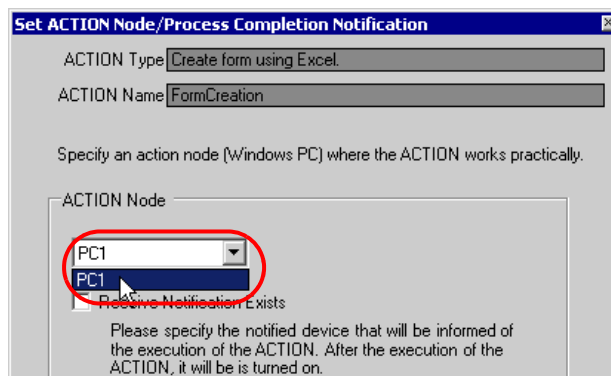 Set ACTION Node/Process Completion Notification
ACTION Type Create form using Excel.
ACTION Name FormCreation
Specify an action node (Windows PC) where the ACTION works practically.
ACTION Node
PC1
PC1
Receive Notification Exists
Please specify the notified device that will be informed of
the execution of the ACTION. After the execution of the
ACTION, it will be is turned on.